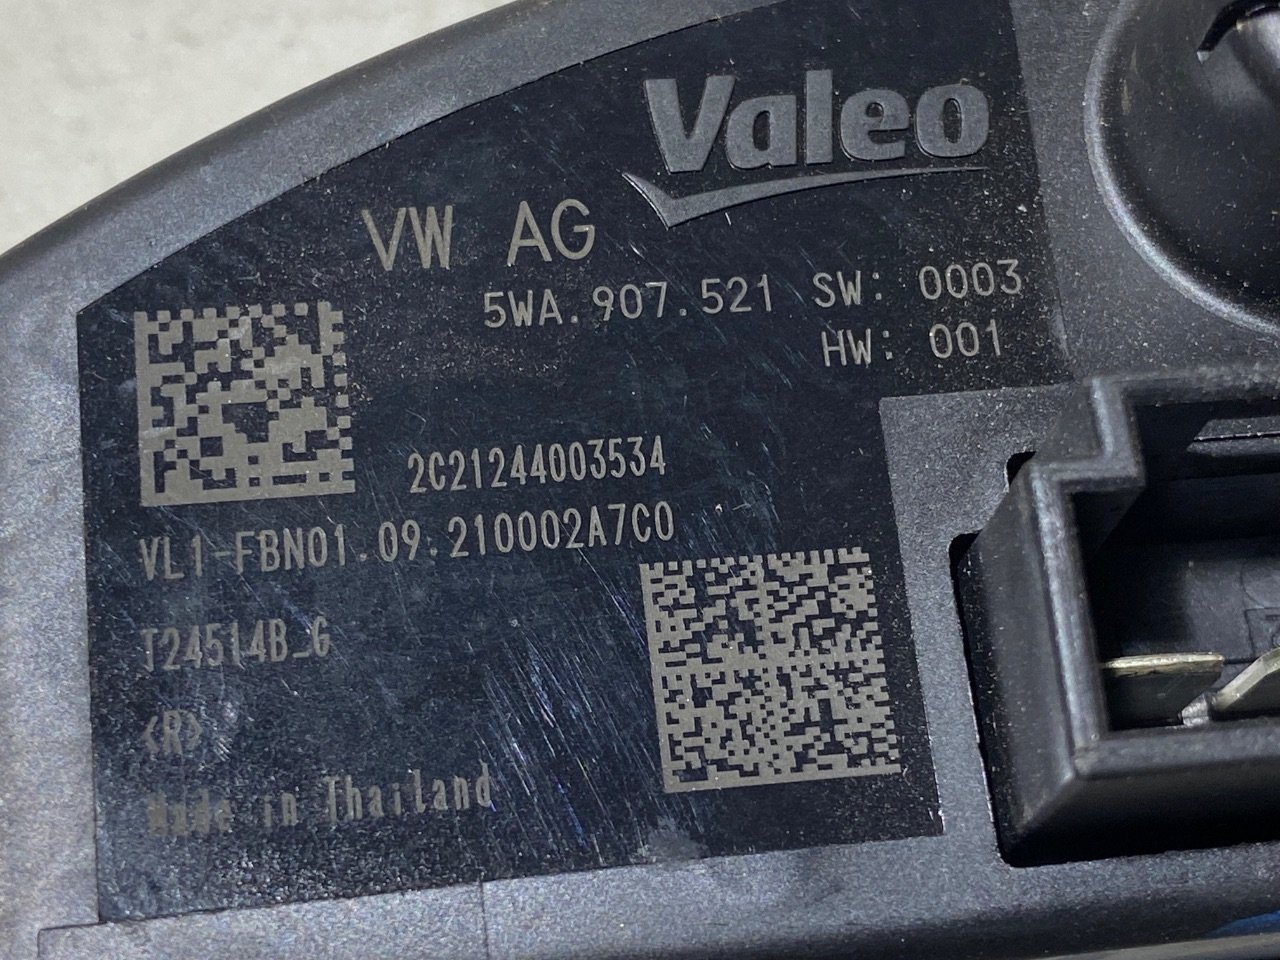 Valeo
VW AG
5WA.907.521 SW: 0003
HW: 001
2C21244003534
VL1-FBN01.09.210002A7C0
T24514B_G
<R>
Made in Thailand